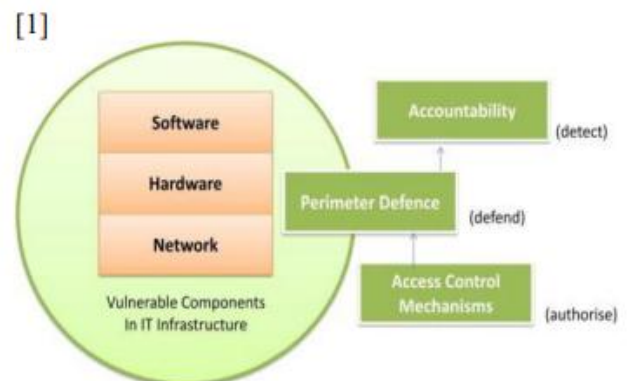 [1]
Software
Hardware
Network
Vulnerable Components
In IT Infrastructure
Accountability
(detect)
Perimeter Defence
(defend)
Access Control
Mechanisms
(authorise)